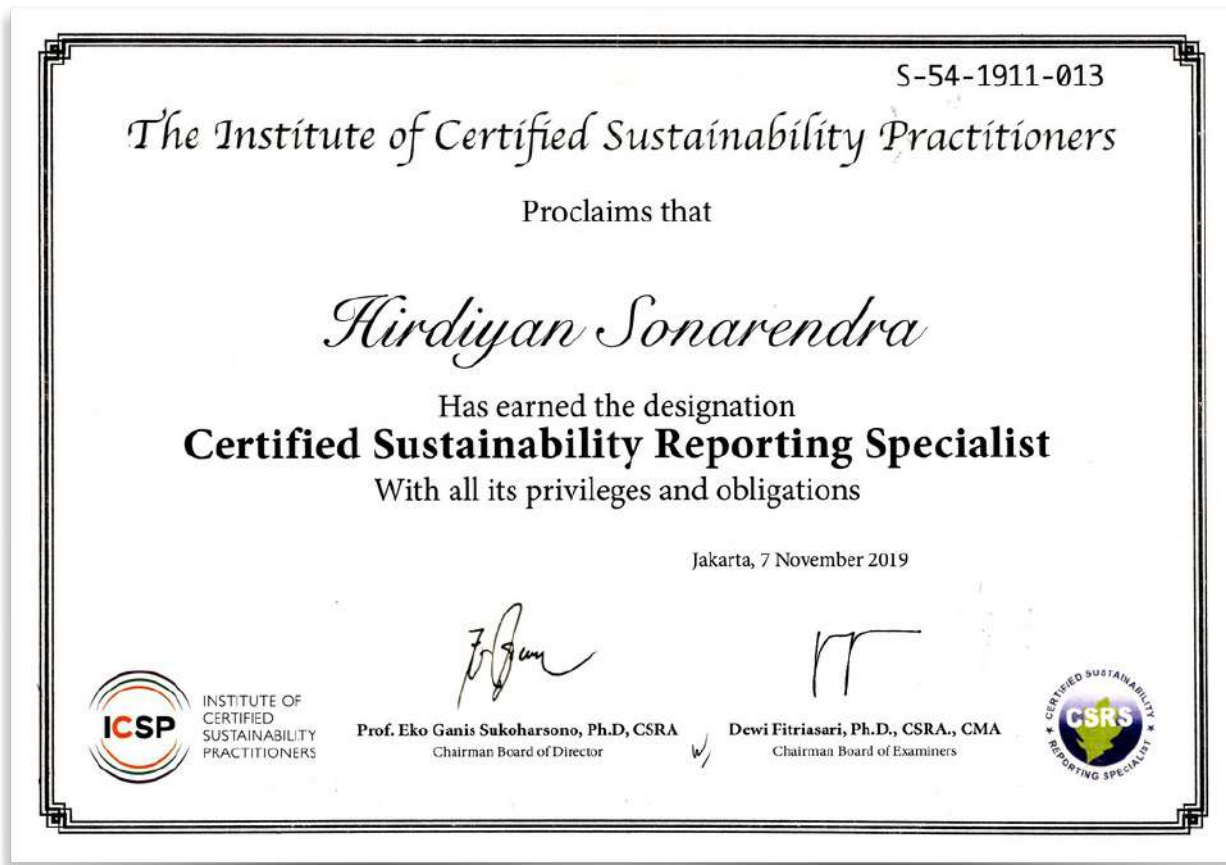 S-54-1911-013
The Institute of Certified Sustainability Practitioners
Proclaims that
Hirdiyan Sonarendra
Has earned the designation
Certified Sustainability Reporting Specialist
With all its privileges and obligations
Jakarta, 7 November 2019
ICSP
INSTITUTE OF
CERTIFIED
SUSTAINABILITY
PRACTITIONERS
Prof. Eko Ganis Sukoharsono, Ph.D, CSRA
Chairman Board of Director
Dewi Fitriasari, Ph.D., CSRA., CMA
Chairman Board of Examiners
CERTIFIED SUSTAINABILITY
CSRS
REPORTING SPECIALIST